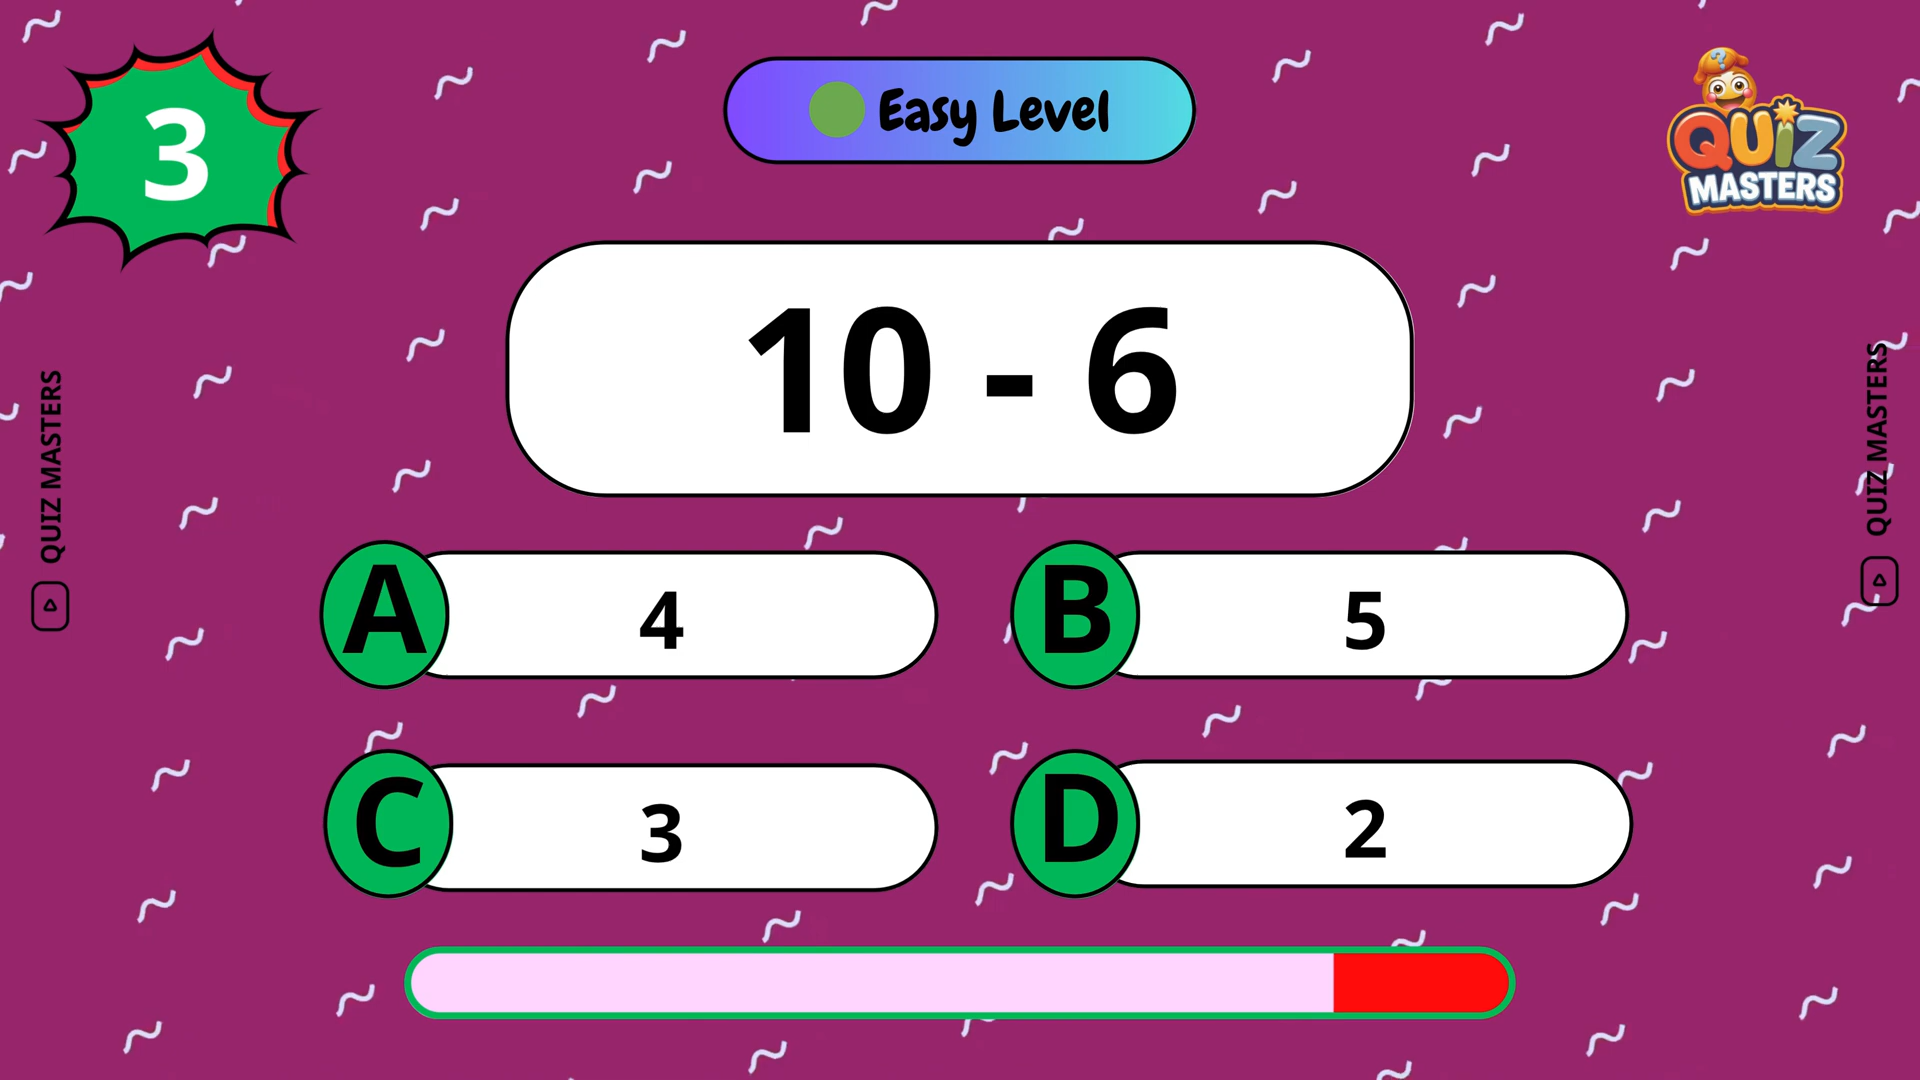 3
Easy Level
QUIZ
MASTERS
10 - 6
QUIZ MASTERS
QUIZ MASTERS
A 4
B 5
C 3
D 2